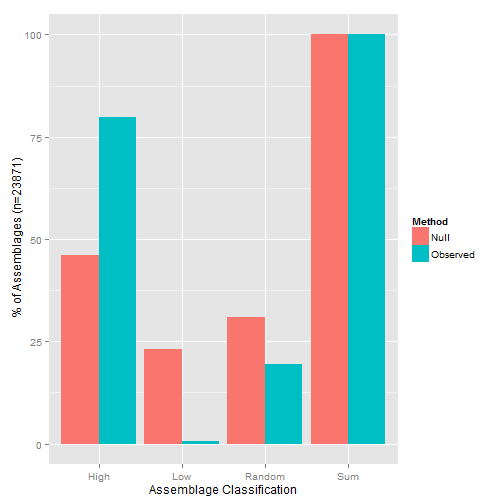 % of Assemblages (n=23871)
100
75
50
25
0
High Low Random Sum
Assemblage Classification
Method
Null
Observed